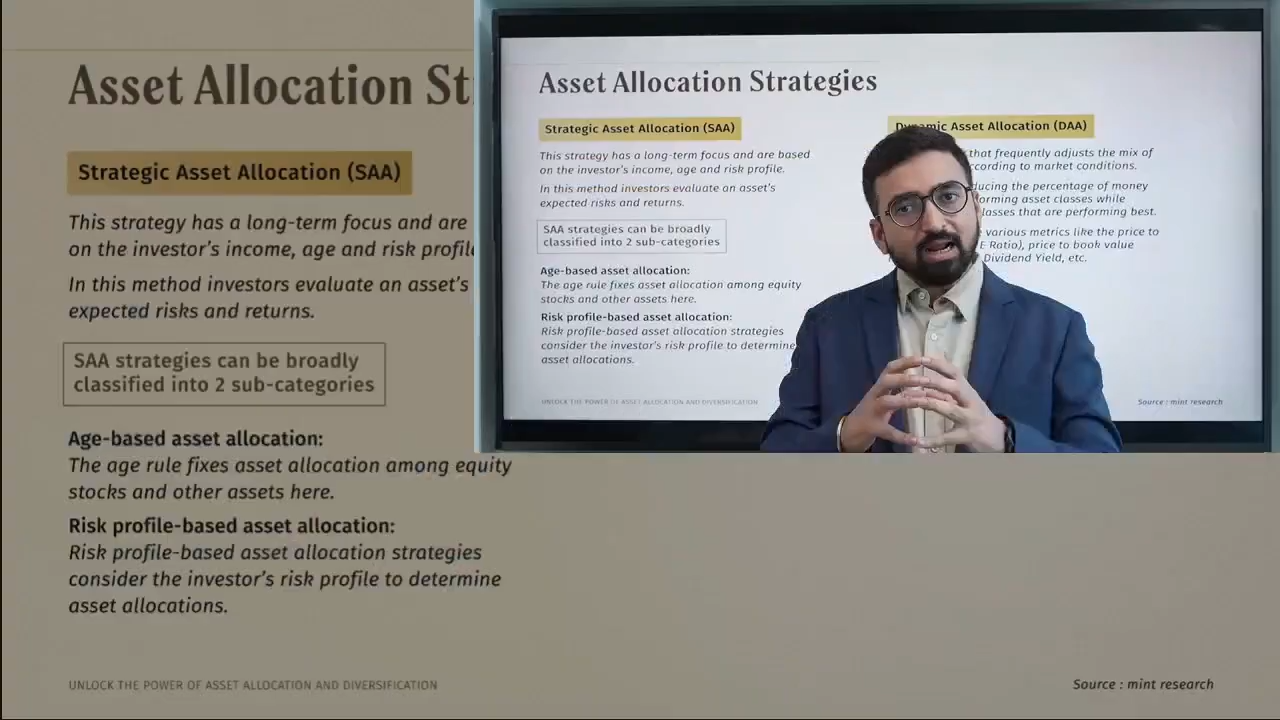 Asset Allocation St
Strategic Asset Allocation (SAA)
This strategy has a long-term focus and are
on the investor's income, age and risk profile
In this method investors evaluate an asset's
expected risks and returns.
SAA strategies can be broadly
classified into 2 sub-categories
Age-based asset allocation:
The age rule fixes asset allocation among equity
stocks and other assets here.
Risk profile-based asset allocation:
Risk profile-based asset allocation strategies
consider the investor's risk profile to determine
asset allocations.
UNLOCK THE POWER OF ASSET ALLOCATION AND DIVERSIFICATION
Source : mint research
Asset Allocation Strategies
Strategic Asset Allocation (SAA)
This strategy has a long-term focus and are based
on the investor's income, age and risk profile.
In this method investors evaluate an asset's
expected risks and returns.
SAA strategies can be broadly
classified into 2 sub-categories
Age-based asset allocation:
The age rule fixes asset allocation among equity
stocks and other assets here.
Risk profile-based asset allocation:
Risk profile-based asset allocation strategies
consider the investor's risk profile to determine
asset allocations.
UNLOCK THE POWER OF ASSET ALLOCATION AND DIVERSIFICATION
Dynamic Asset Allocation (DAA)
that frequently adjusts the mix of
according to market conditions.
the percentage of money
asset classes while
classes that are performing best.
various metrics like the price to
E Ratio), price to book value
Dividend Yield, etc.
Source : mint research